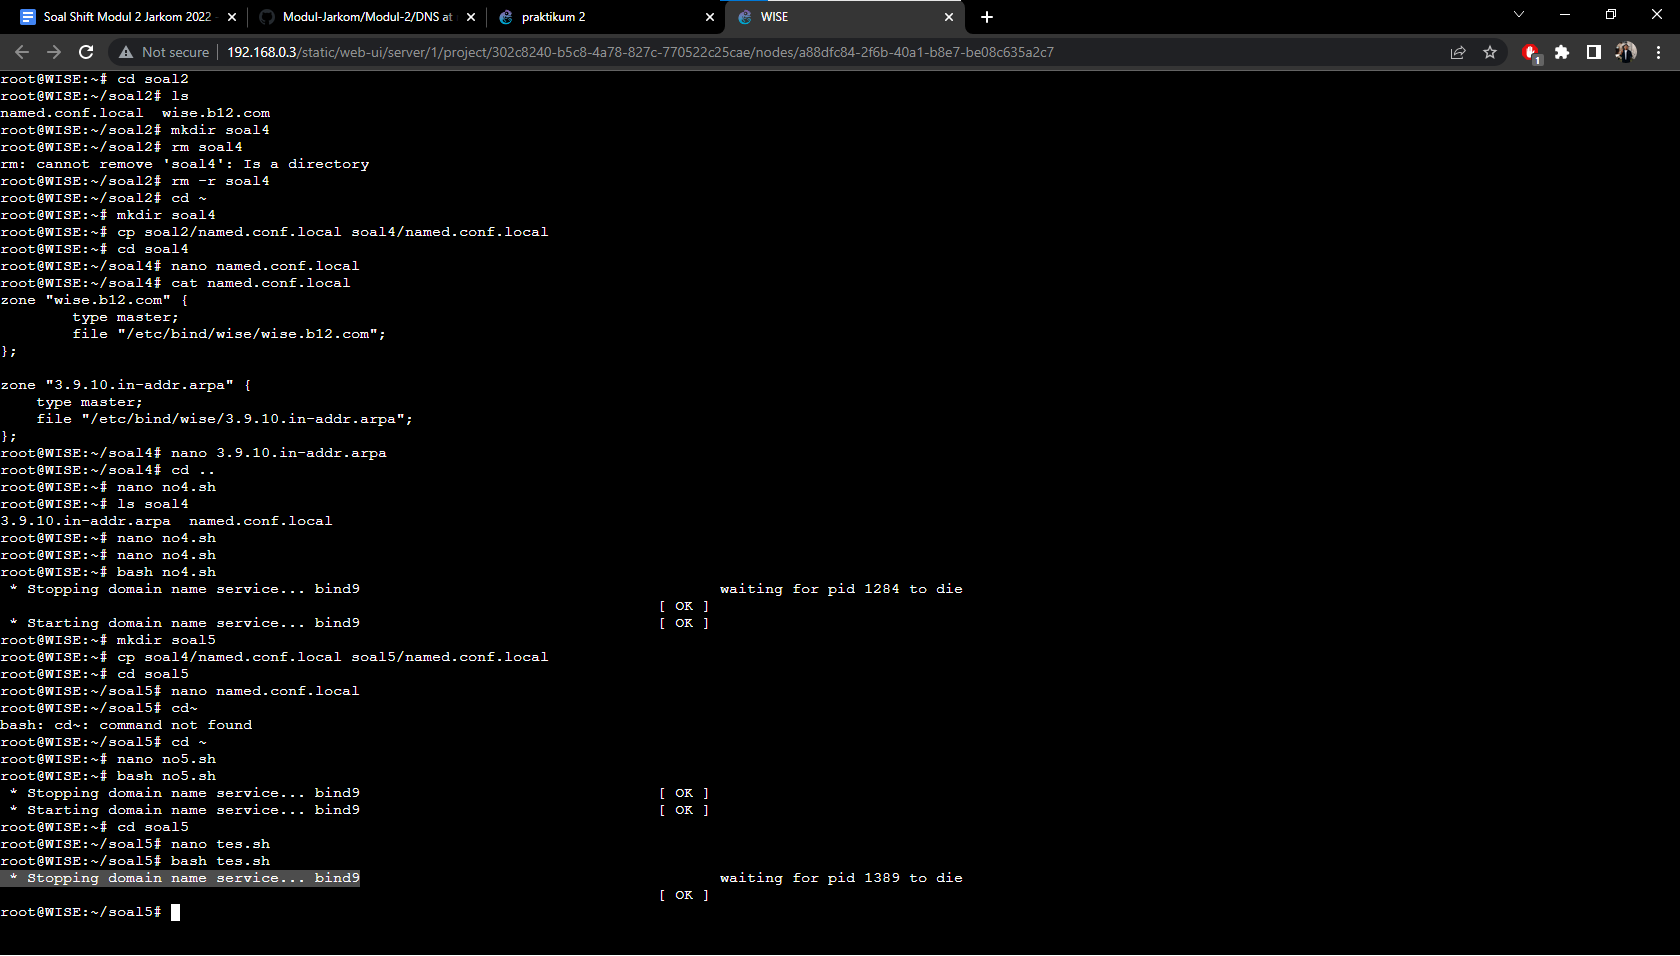 Soal Shift Modul 2 Jarkom 2022
Modul-Jarkom/Modul-2/DNS at
praktikum 2
WISE
Not secure
192.168.0.3/static/web-ui/server/1/project/302c8240-b5c8-4a78-827c-770522c25cae/nodes/a88dfc84-2f6b-40a1-b8e7-be08c635a2c7
1
root@WISE:~# cd soal2
root@WISE:~/soal2# ls
named.conf.local  wise.b12.com
root@WISE:~/soal2# mkdir soal4
root@WISE:~/soal2# rm soal4
rm: cannot remove 'soal4': Is a directory
root@WISE:~/soal2# rm -r soal4
root@WISE:~/soal2# cd ~
root@WISE:~# mkdir soal4
root@WISE:~# cp soal2/named.conf.local soal4/named.conf.local
root@WISE:~# cd soal4
root@WISE:~/soal4# nano named.conf.local
root@WISE:~/soal4# cat named.conf.local
zone "wise.b12.com" {
        type master;
        file "/etc/bind/wise/wise.b12.com";
};
zone "3.9.10.in-addr.arpa" {
    type master;
    file "/etc/bind/wise/3.9.10.in-addr.arpa";
};
root@WISE:~/soal4# nano 3.9.10.in-addr.arpa
root@WISE:~/soal4# cd ..
root@WISE:~# nano no4.sh
root@WISE:~# ls soal4
3.9.10.in-addr.arpa  named.conf.local
root@WISE:~# nano no4.sh
root@WISE:~# nano no4.sh
root@WISE:~# bash no4.sh
 * Stopping domain name service... bind9                                        waiting for pid 1284 to die
                                                                         [ OK ]
 * Starting domain name service... bind9                                 [ OK ]
root@WISE:~# mkdir soal5
root@WISE:~# cp soal4/named.conf.local soal5/named.conf.local
root@WISE:~# cd soal5
root@WISE:~/soal5# nano named.conf.local
root@WISE:~/soal5# cd~
bash: cd~: command not found
root@WISE:~/soal5# cd ~
root@WISE:~# nano no5.sh
root@WISE:~# bash no5.sh
 * Stopping domain name service... bind9                                 [ OK ]
 * Starting domain name service... bind9                                 [ OK ]
root@WISE:~# cd soal5
root@WISE:~/soal5# nano tes.sh
root@WISE:~/soal5# bash tes.sh
 * Stopping domain name service... bind9                                        waiting for pid 1389 to die
                                                                         [ OK ]
root@WISE:~/soal5#